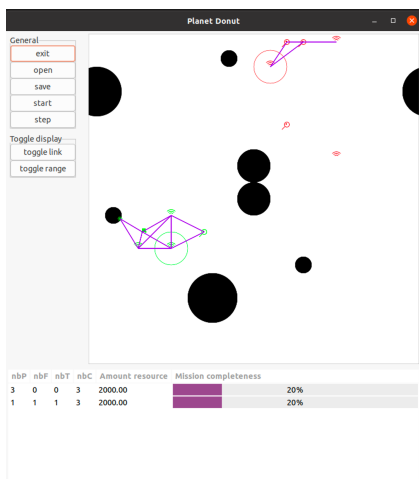 Planet Donut
General
exit
open
save
start
step
Toggle display
toggle link
toggle range
nbP nbF nbT nbC Amount resource Mission completeness
3 0 0 3 2000.00 20%
1 1 1 3 2000.00 20%